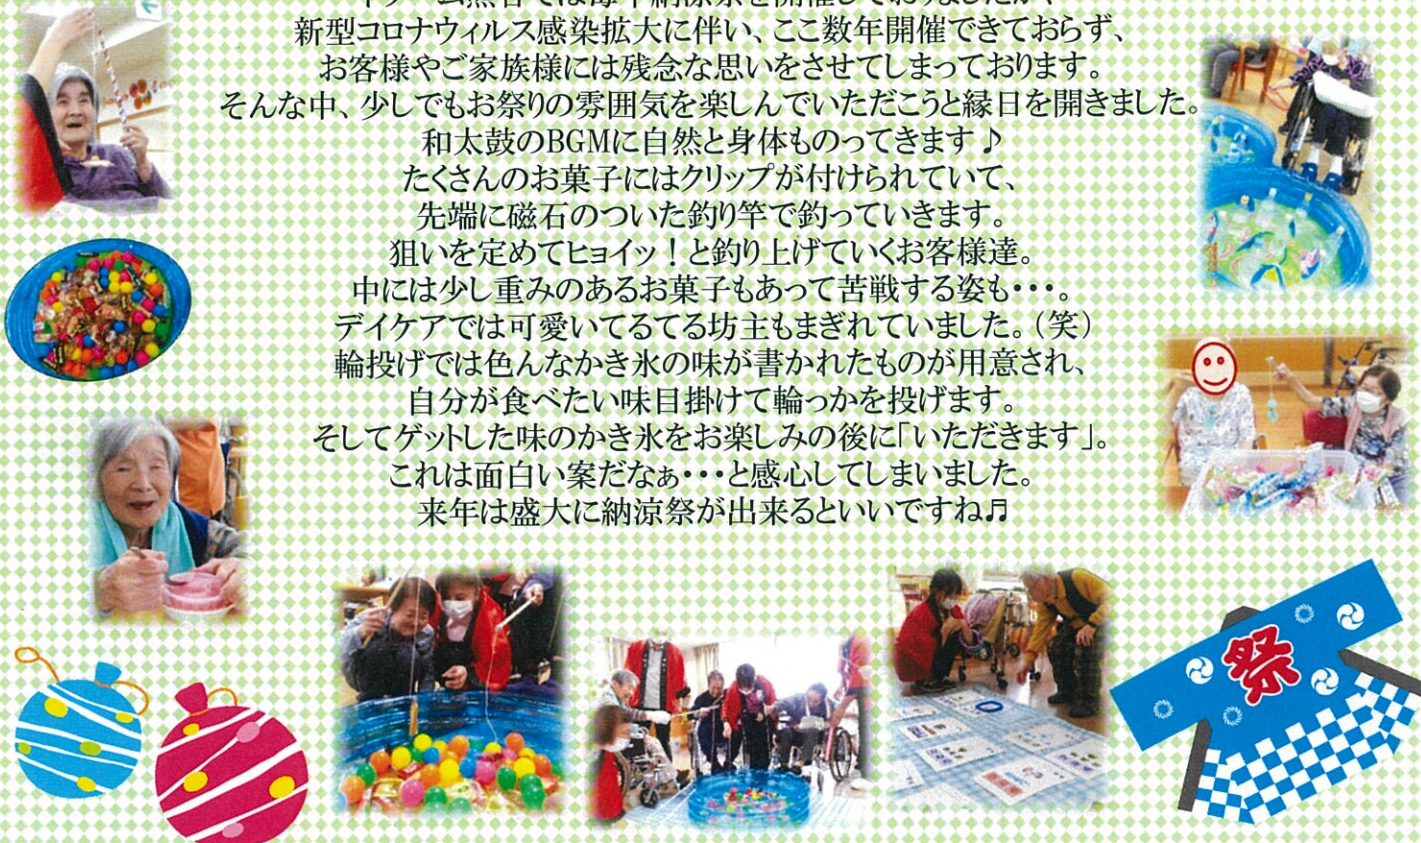 新型コロナウィルス感染拡大に伴い、ここ数年開催できておらず、
お客様やご家族様には残念な思いをさせてしまっております。
そんな中、少しでもお祭りの雰囲気を楽しんでいただこうと縁日を開きました。
和太鼓のBGMに自然と身体ものってきます♪
たくさんのお菓子にはクリップが付けられていて、
先端に磁石のついた釣り竿で釣っていきます。
狙いを定めてヒョイッ！と釣り上げていくお客様達。
中には少し重みのあるお菓子もあって苦戦する姿も・・・。
デイケアでは可愛いてるてる坊主もまぎれていました。（笑）
輪投げでは色んなかき氷の味が書かれたものが用意され、
自分が食べたい味目掛けて輪っかを投げます。
そしてゲットした味のかき氷をお楽しみの後に「いただきます」。
これは面白い案だなぁ・・・と感心してしまいました。
来年は盛大に納涼祭が出来るといいですね♬
祭